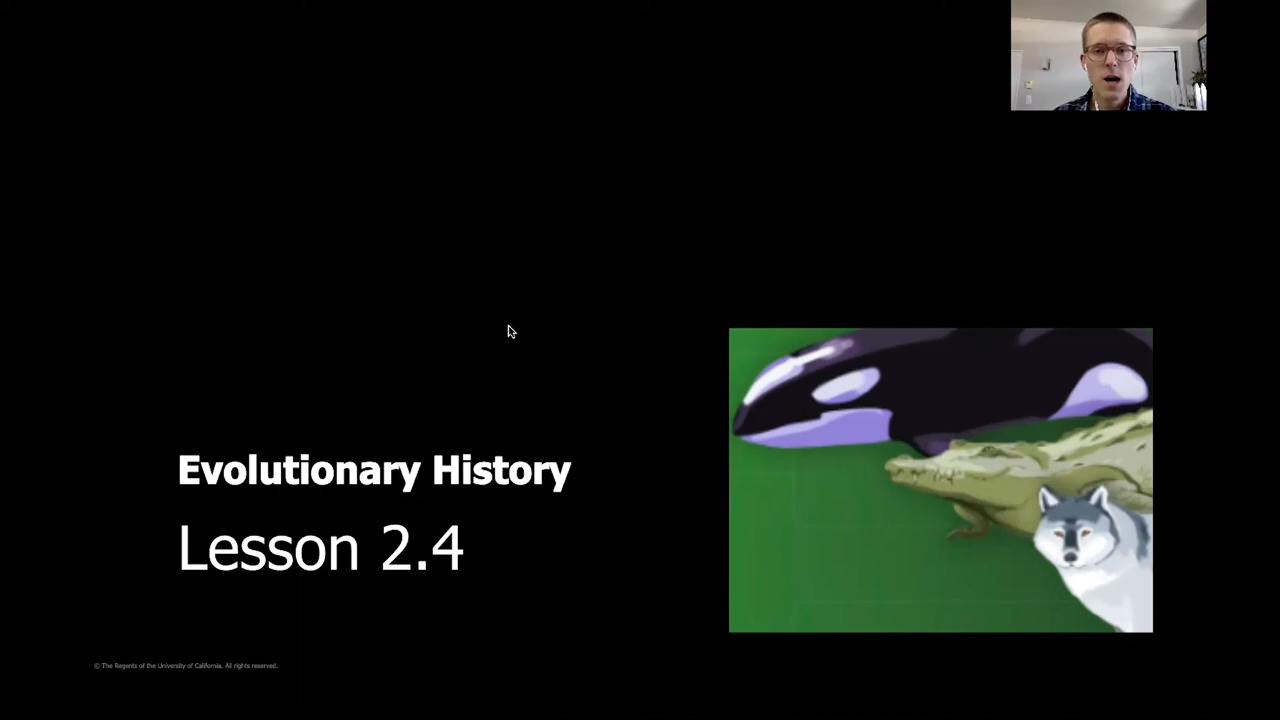 Evolutionary History
Lesson 2.4
© The Regents of the University of California. All rights reserved.